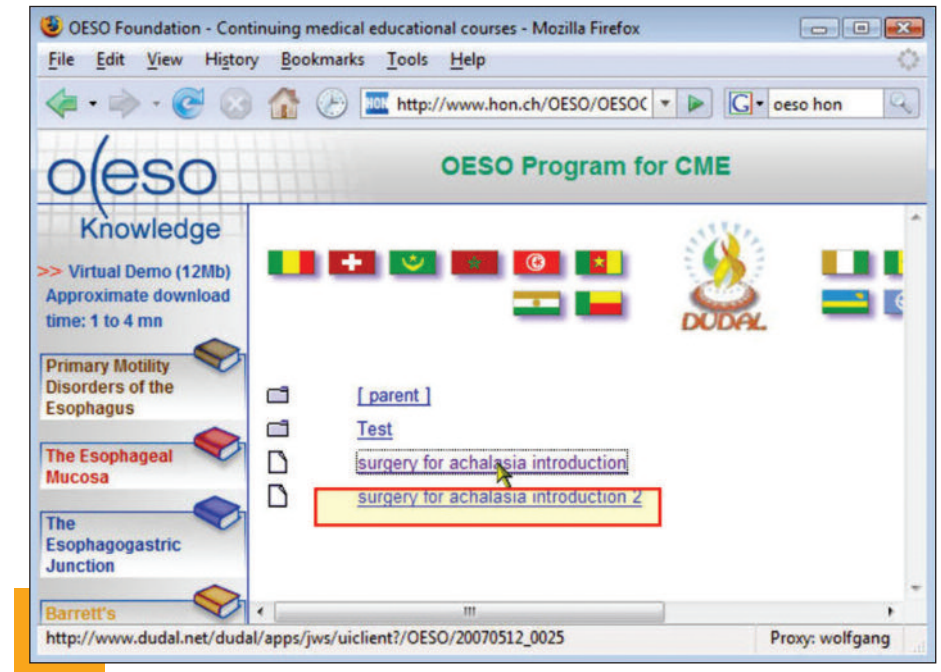 OESO Foundation - Continuing medical educational courses - Mozilla Firefox
File Edit View History Bookmarks Tools Help
HON http://www.hon.ch/OESO/OESOC
G oeso hon
oeso
Knowledge
OESO Program for CME
>> Virtual Demo (12Mb)
Approximate download
time: 1 to 4 mn
DUDAL
Primary Motility
Disorders of the
Esophagus
The Esophageal
Mucosa
The
Esophagogastric
Junction
Barrett's
[ parent ]
Test
surgery for achalasia introduction
surgery for achalasia introduction 2
http://www.dudal.net/dudal/apps/jws/uiclient?/OESO/20070512_0025
Proxy: wolfgang